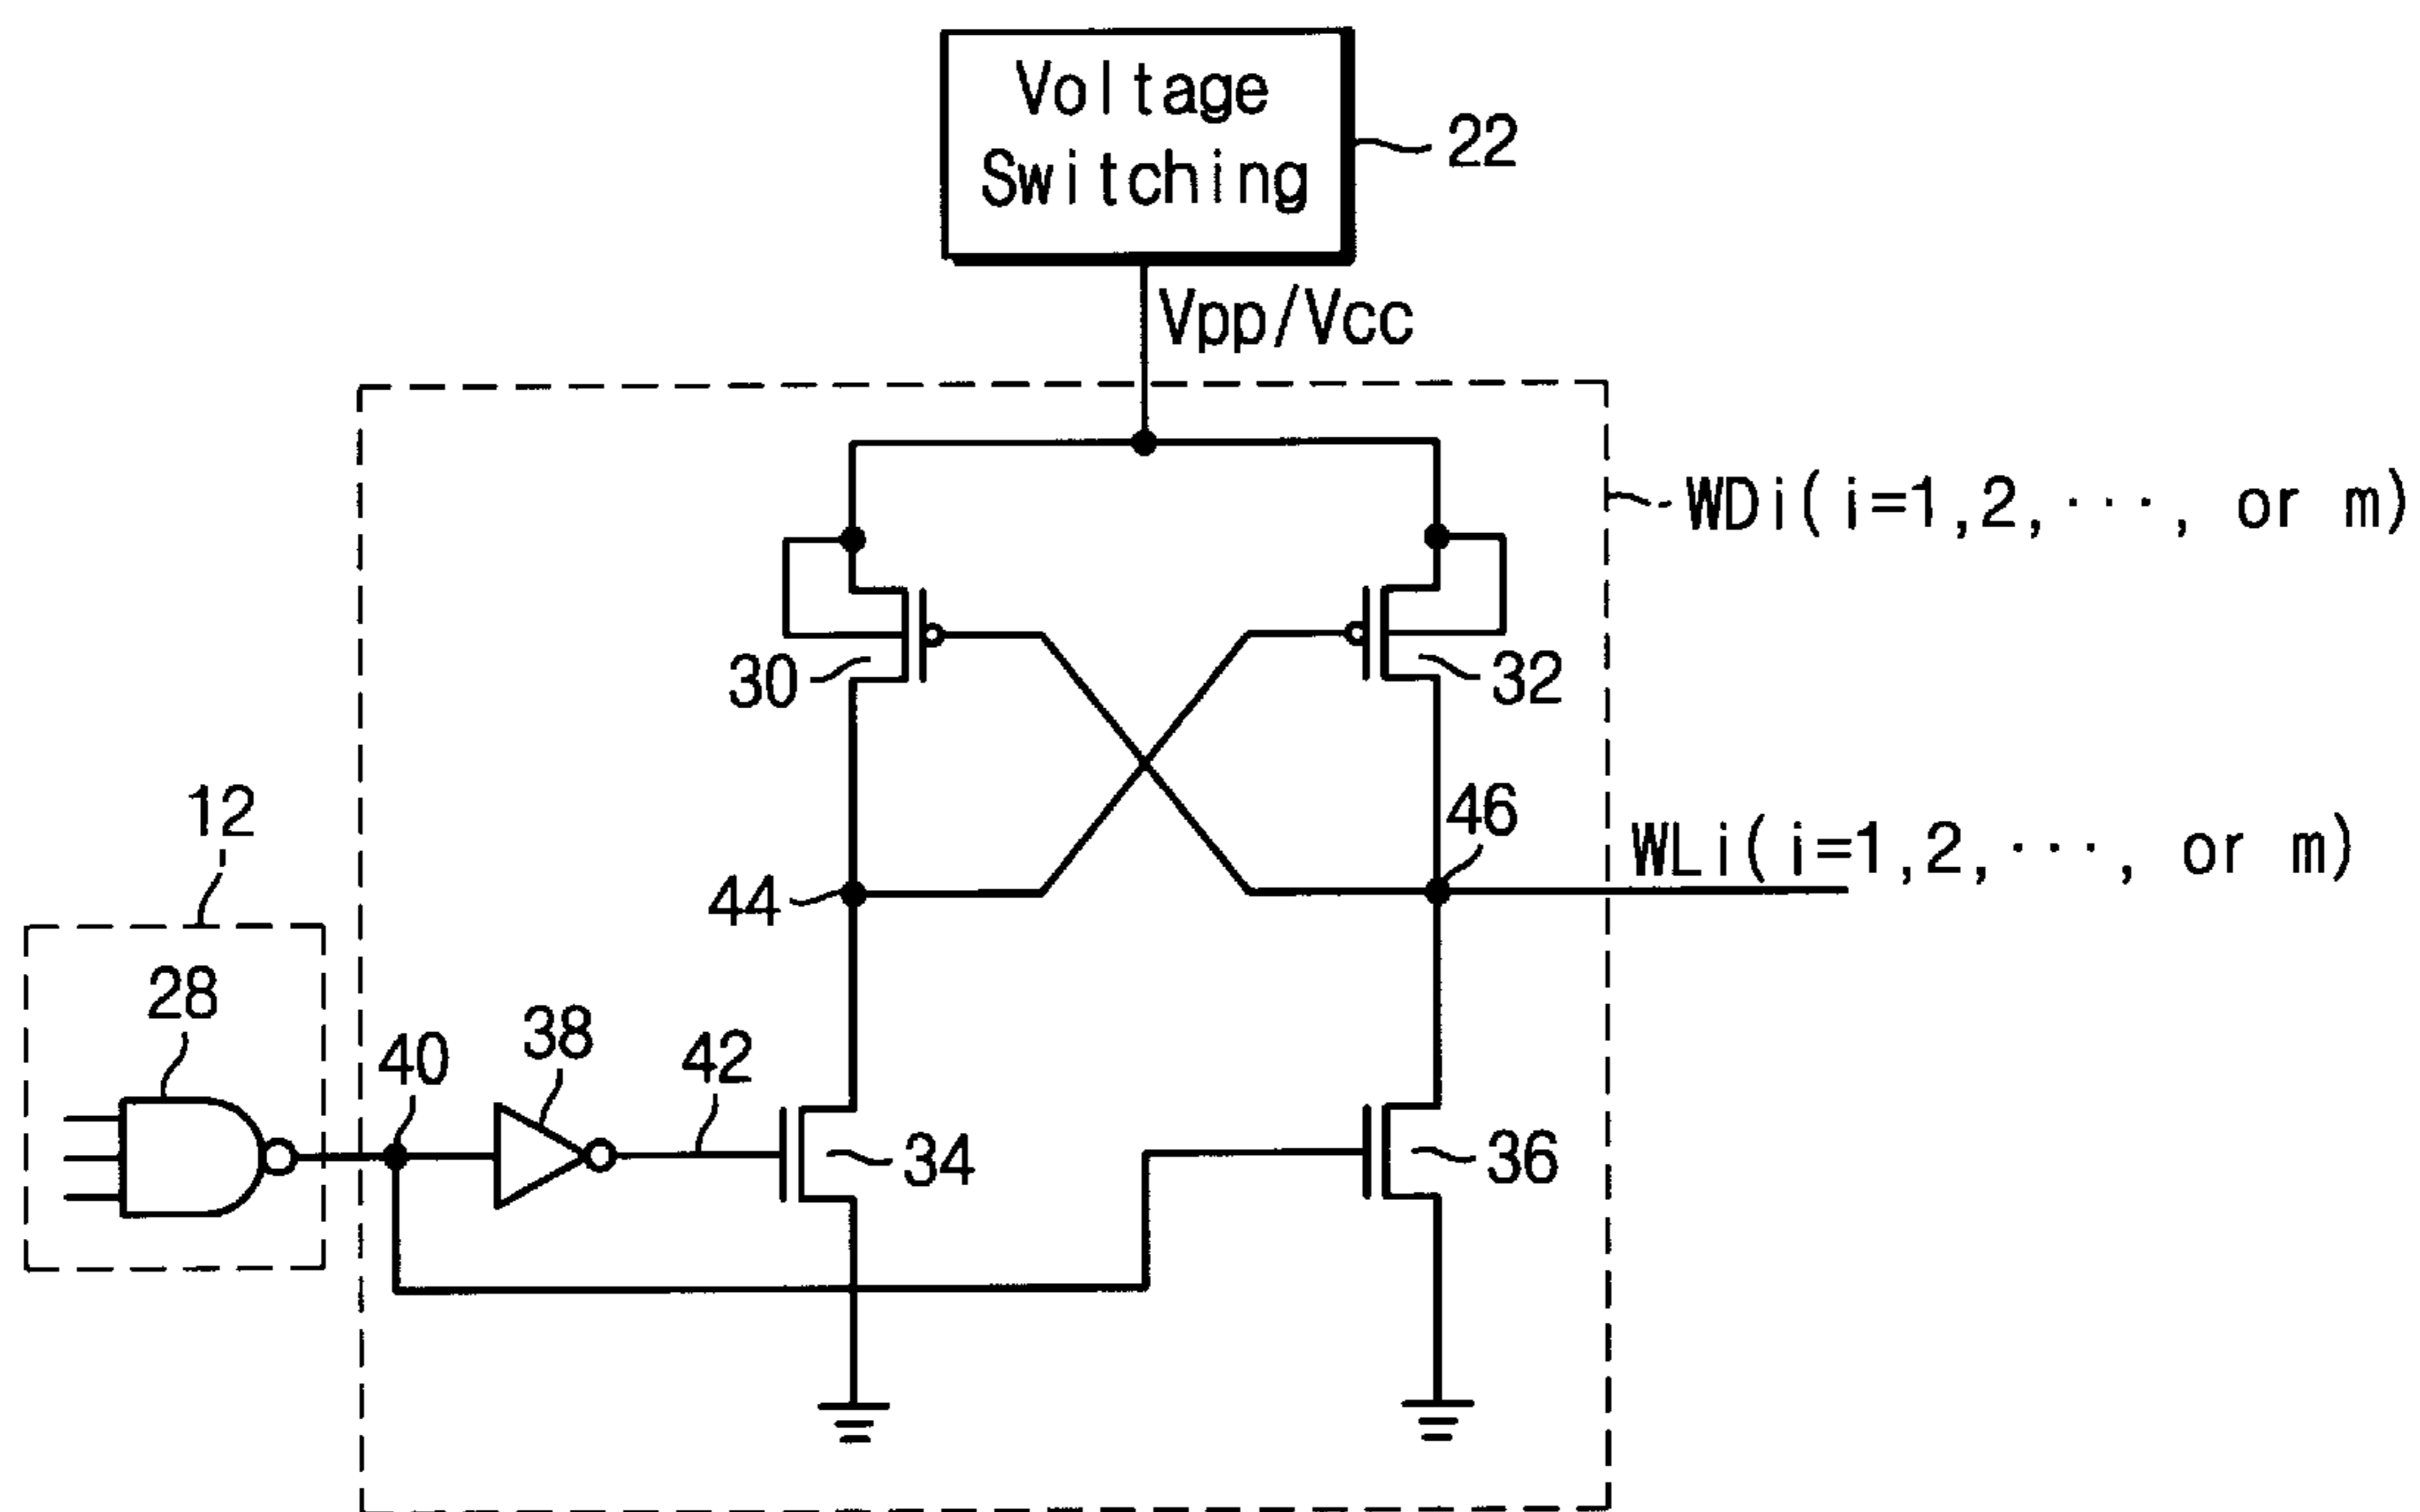 Voltage
Switching
22
Vpp/Vcc
WDi(i=1,2,···, or m)
30
32
12
46
WLi(i=1,2,···, or m)
44
28
38
40
42
34
36